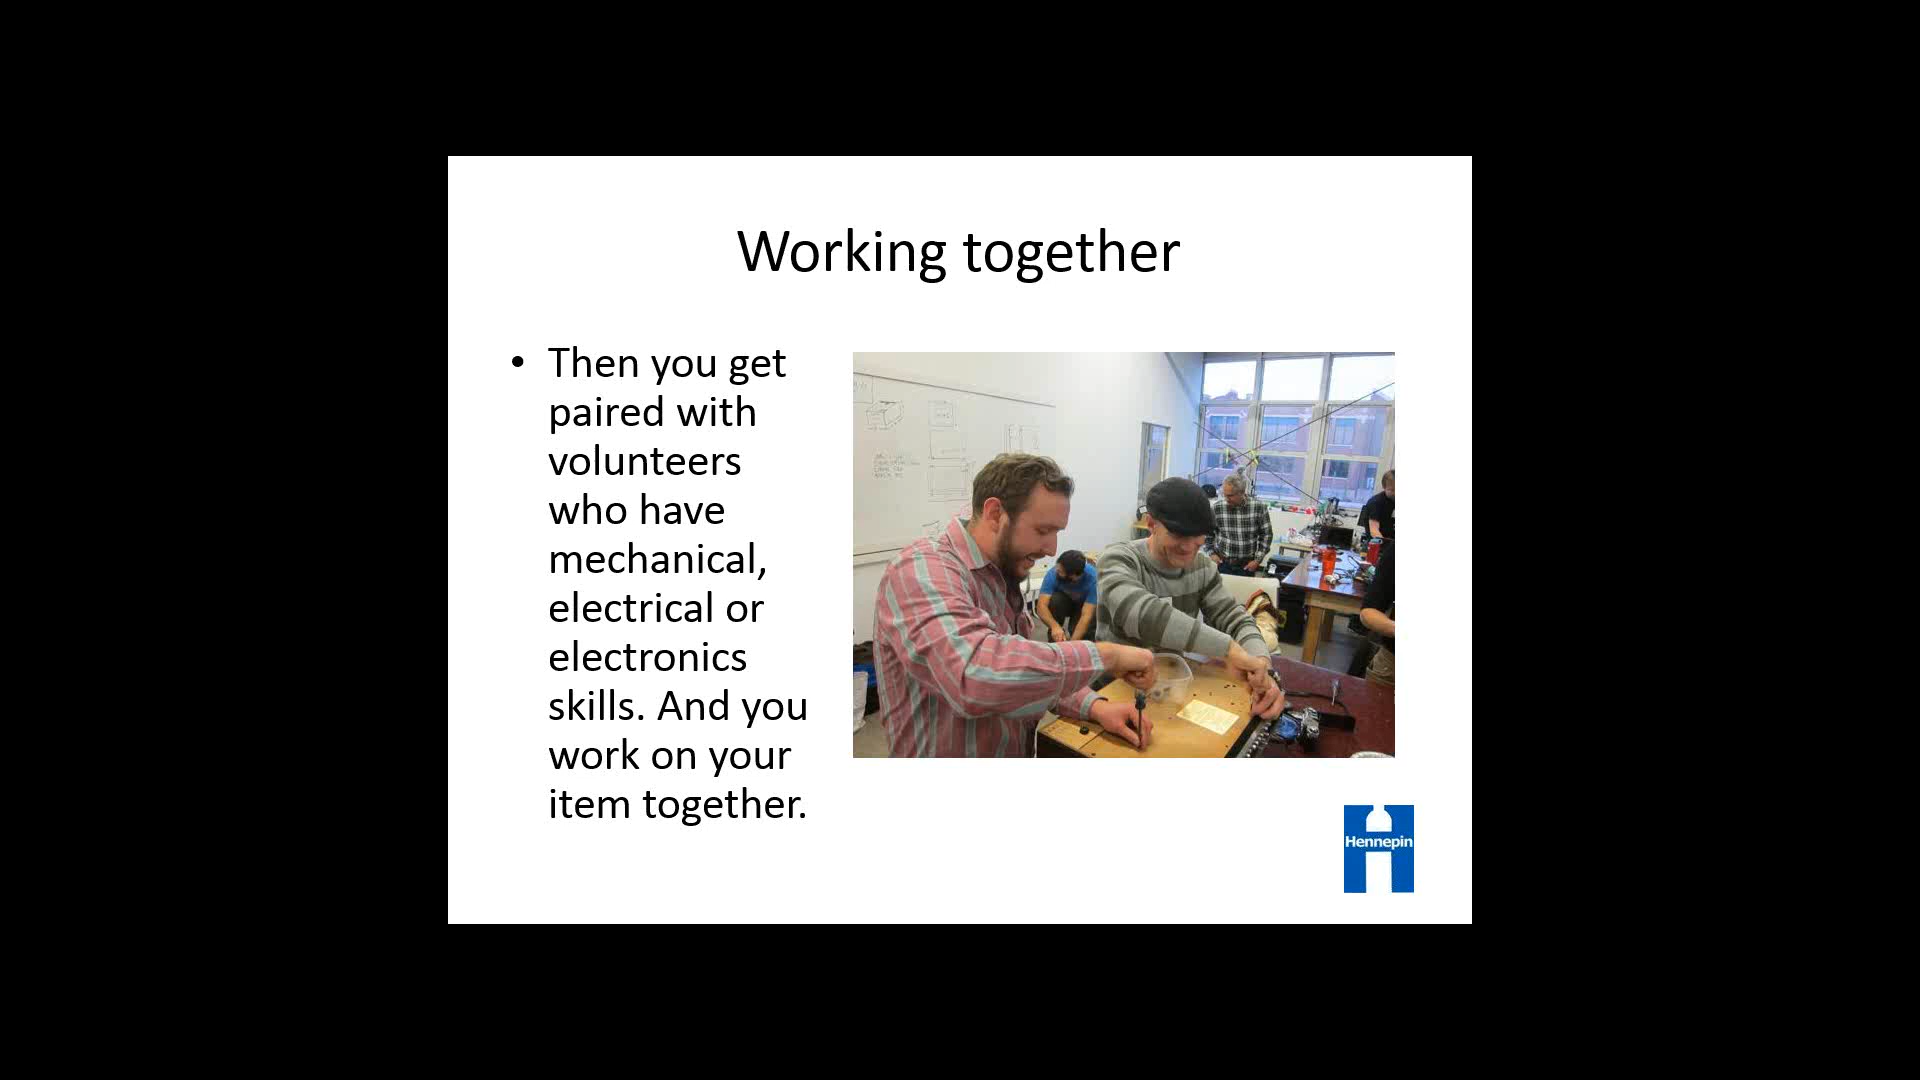 Working together
• Then you get
paired with
volunteers
who have
mechanical,
electrical or
electronics
skills. And you
work on your
item together.
Hennepin